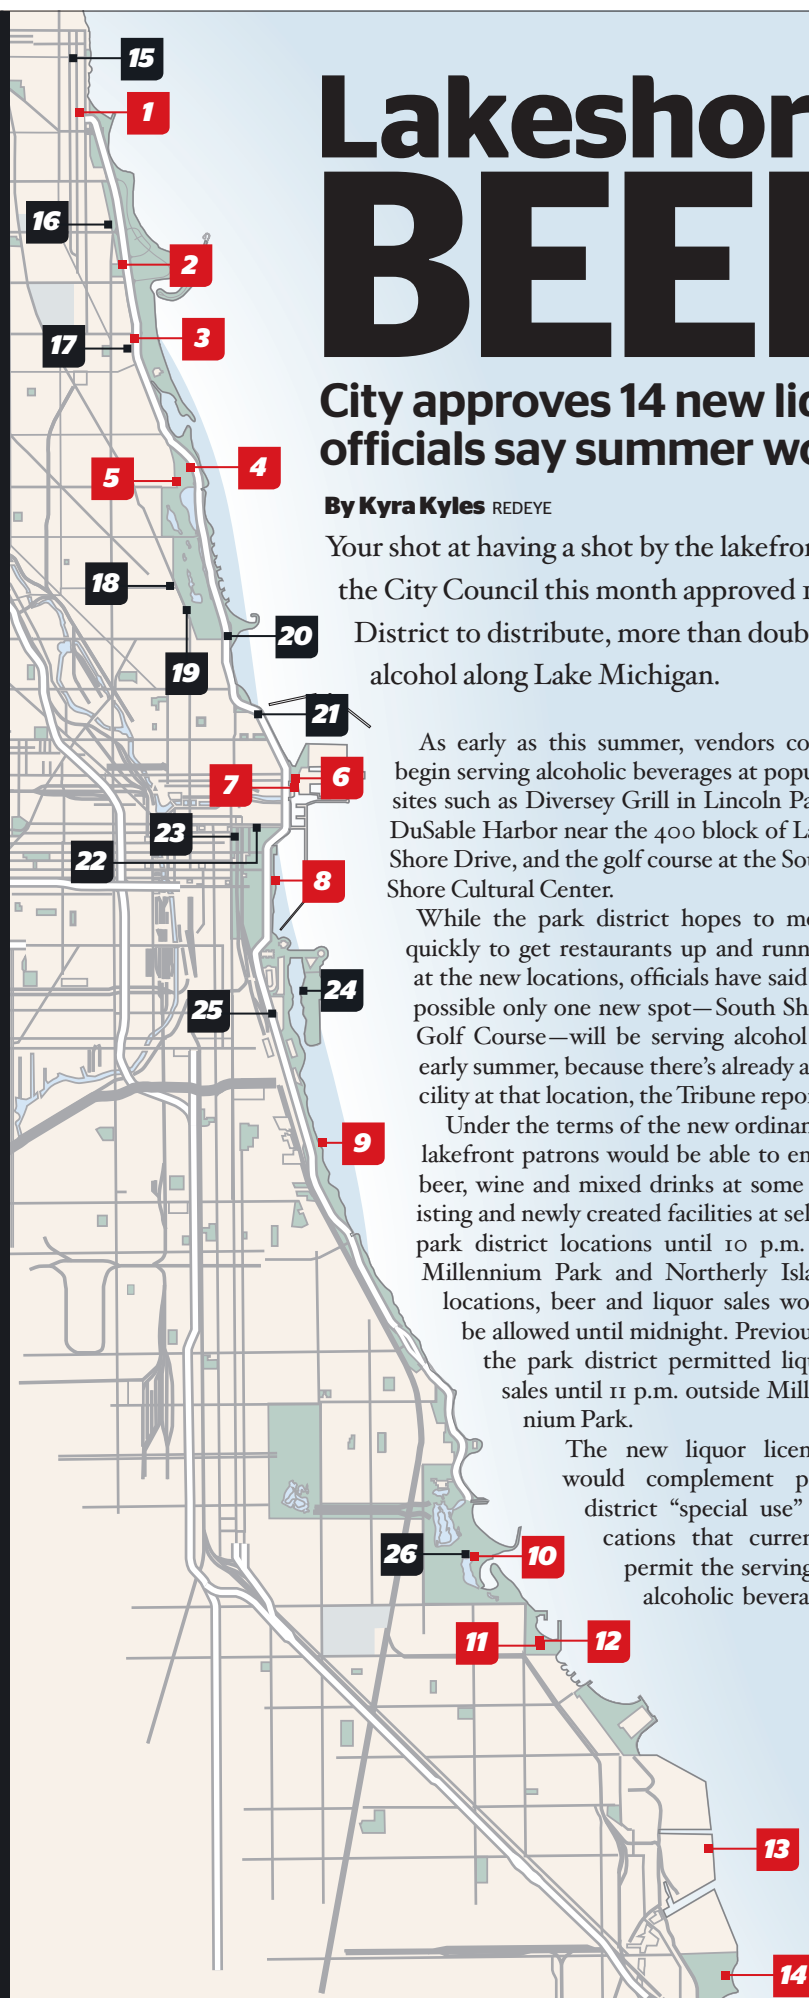 15
1
16
2
3
17
4
5
18
20
19
21
6
7
23
22
8
24
25
9
26
10
11
12
13
14
Lakeshor
BEE
City approves 14 new li
officials say summer wo
By Kyra Kyles REDEYE
Your shot at having a shot by the lakefro
the City Council this month approved
District to distribute, more than doub
alcohol along Lake Michigan.
As early as this summer, vendors co
begin serving alcoholic beverages at popu
sites such as Diversey Grill in Lincoln Pa
DuSable Harbor near the 400 block of La
Shore Drive, and the golf course at the Sou
Shore Cultural Center.
While the park district hopes to mo
quickly to get restaurants up and runn
at the new locations, officials have said
possible only one new spot—South Sh
Golf Course—will be serving alcohol
early summer, because there's already a
cility at that location, the Tribune repor
Under the terms of the new ordinan
lakefront patrons would be able to en
beer, wine and mixed drinks at some
isting and newly created facilities at sel
park district locations until 10 p.m.
Millennium Park and Northerly Isla
locations, beer and liquor sales wo
be allowed until midnight. Previou
the park district permitted liqu
sales until 11 p.m. outside Mill
nium Park.
The new liquor licen
would complement p
district “special use”
cations that curren
permit the serving
alcoholic bevera